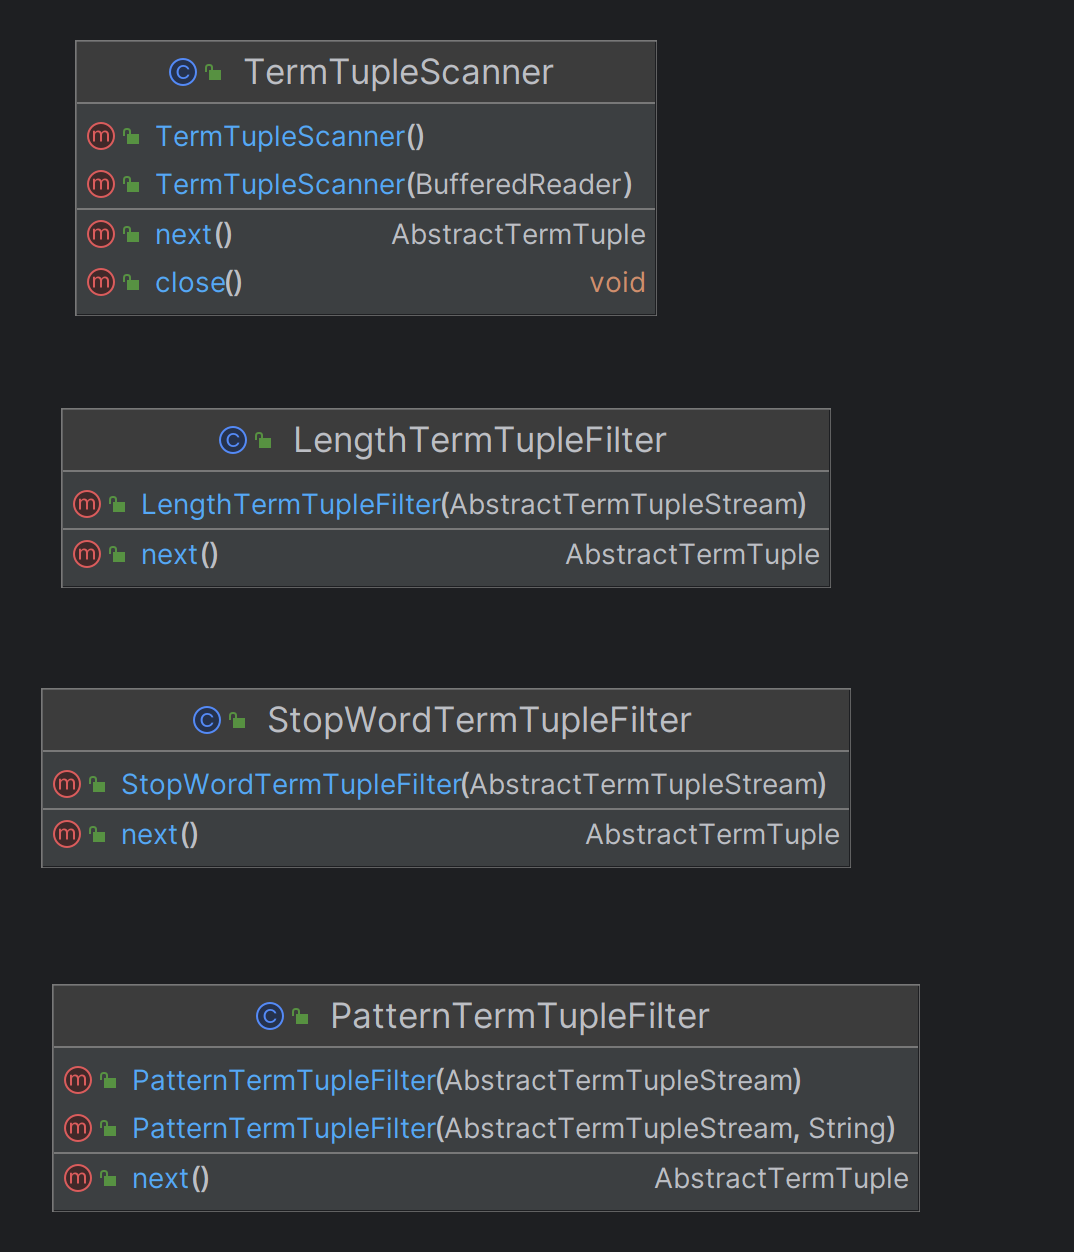 C TermTupleScanner
m TermTupleScanner()
m TermTupleScanner(BufferedReader)
m next() AbstractTermTuple
m close() void
C LengthTermTupleFilter
m LengthTermTupleFilter(AbstractTermTupleStream)
m next() AbstractTermTuple
C StopWordTermTupleFilter
m StopWordTermTupleFilter(AbstractTermTupleStream)
m next() AbstractTermTuple
C PatternTermTupleFilter
m PatternTermTupleFilter(AbstractTermTupleStream)
m PatternTermTupleFilter(AbstractTermTupleStream, String)
m next() AbstractTermTuple